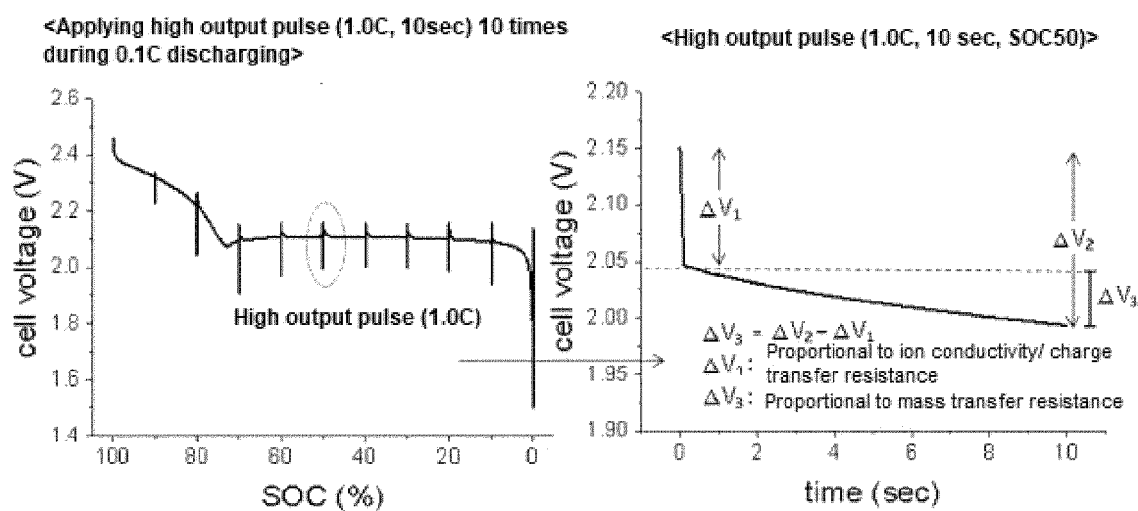 <Applying high output pulse (1.0C, 10sec) 10 times
during 0.1C discharging>
2.6
2.4
2.2
2.0
1.8
1.6
1.4
cell voltage (V)
100
80
60
40
20
0
SOC (%)
High output pulse (1.0C)
<High output pulse (1.0C, 10 sec, SOC50)>
2.20
2.15
2.10
2.05
2.00
1.95
1.90
cell voltage (V)
ΔV₁
ΔV₂
ΔV₃
ΔV₃ = ΔV₂ − ΔV₁
ΔV₁: Proportional to ion conductivity/ charge
transfer resistance
ΔV₃: Proportional to mass transfer resistance
0
2
4
6
8
10
time (sec)